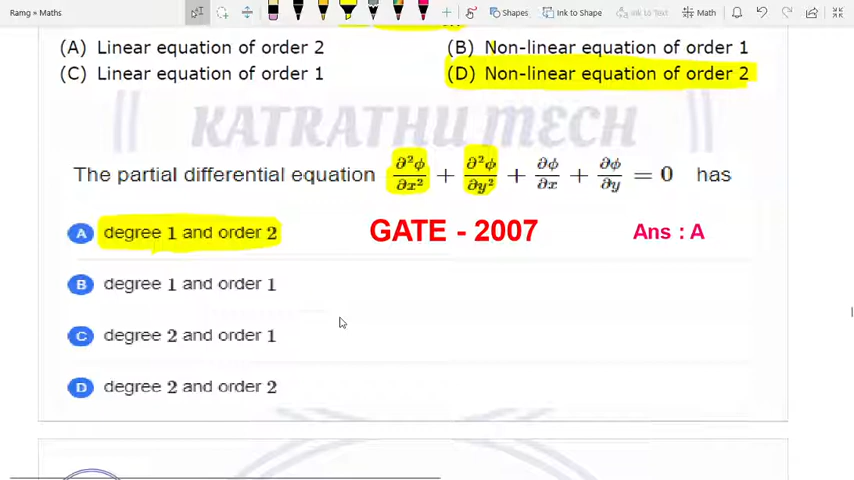 Ramg » Maths
Shapes
Ink to Shape
Ink to Text
Math
(A) Linear equation of order 2
(B) Non-linear equation of order 1
(C) Linear equation of order 1
(D) Non-linear equation of order 2
|| KATRATHU MECH ||
The partial differential equation ∂²ϕ/∂x² + ∂²ϕ/∂y² + ∂ϕ/∂x + ∂ϕ/∂y = 0 has
A degree 1 and order 2
GATE - 2007
Ans : A
B degree 1 and order 1
C degree 2 and order 1
D degree 2 and order 2